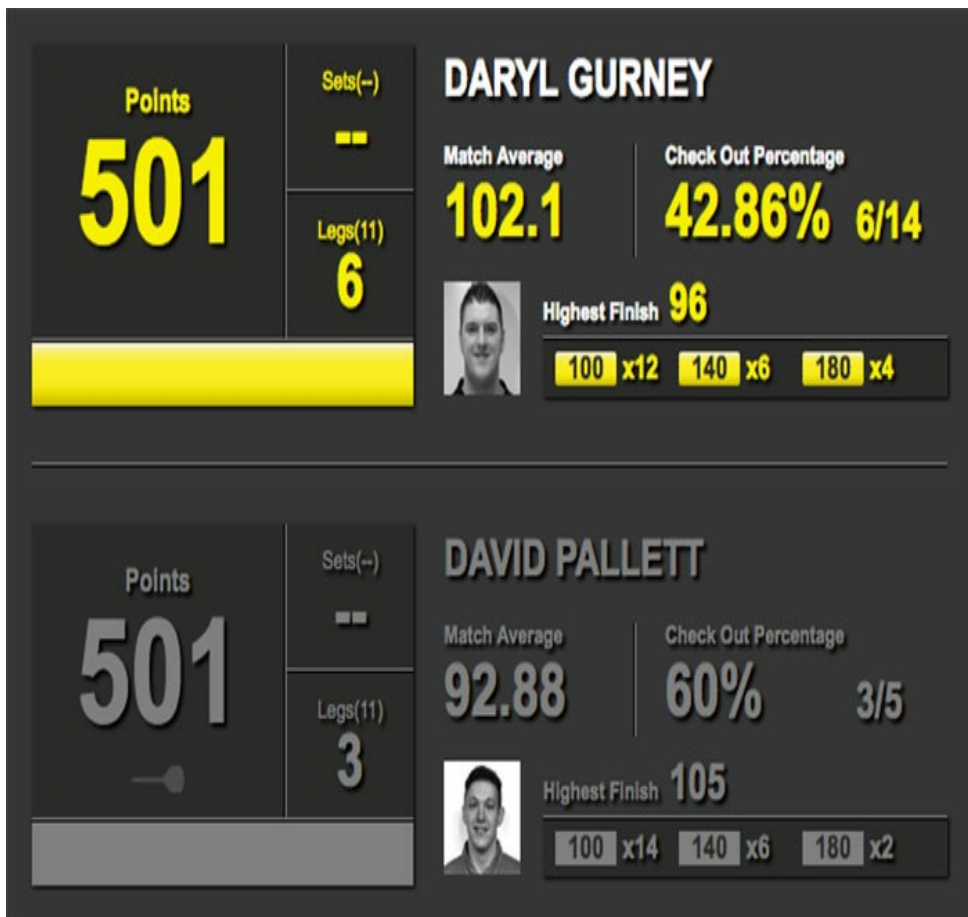 DARYL GURNEY
Points
501
Sets(--)
--
Legs(11)
6
Match Average
102.1
Check Out Percentage
42.86% 6/14
Highest Finish 96
100 x12 140 x6 180 x4
DAVID PALLETT
Points
501
Sets(--)
--
Legs(11)
3
Match Average
92.88
Check Out Percentage
60% 3/5
Highest Finish 105
100 x14 140 x6 180 x2